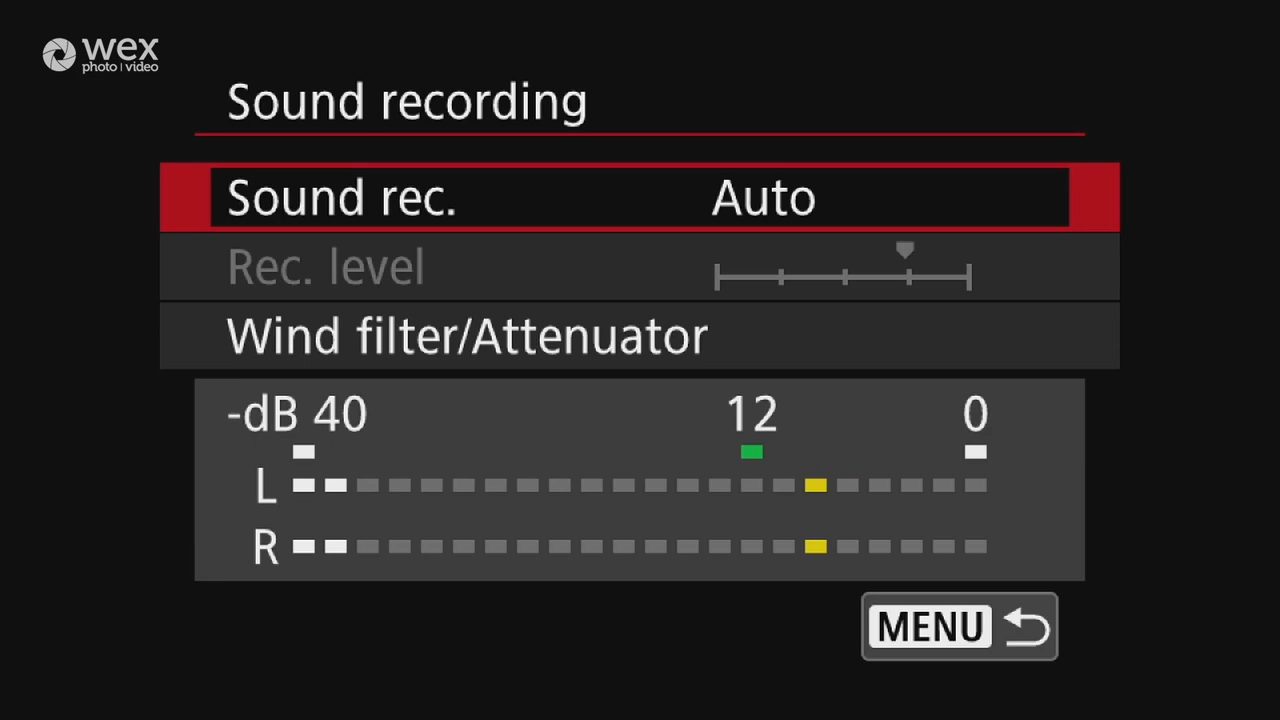 wex
photo | video
Sound recording
Sound rec. Auto
Rec. level
Wind filter/Attenuator
-dB 40 12 0
L
R
MENU